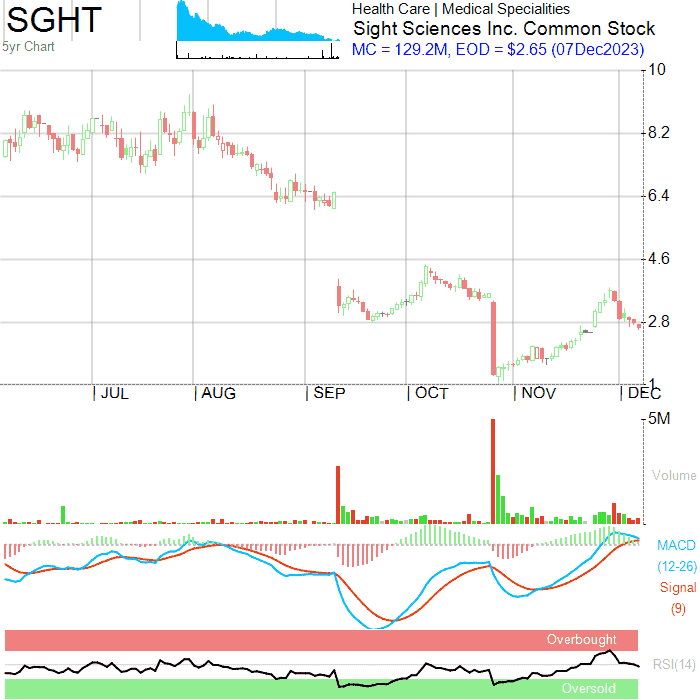 SGHT
5yr Chart
Health Care | Medical Specialities
Sight Sciences Inc. Common Stock
MC = 129.2M, EOD = $2.65 (07Dec2023)
10
8.2
6.4
4.6
2.8
1
JUL AUG SEP OCT NOV DEC
5M
Volume
MACD
(12-26)
Signal
(9)
Overbought
RSI(14)
Oversold